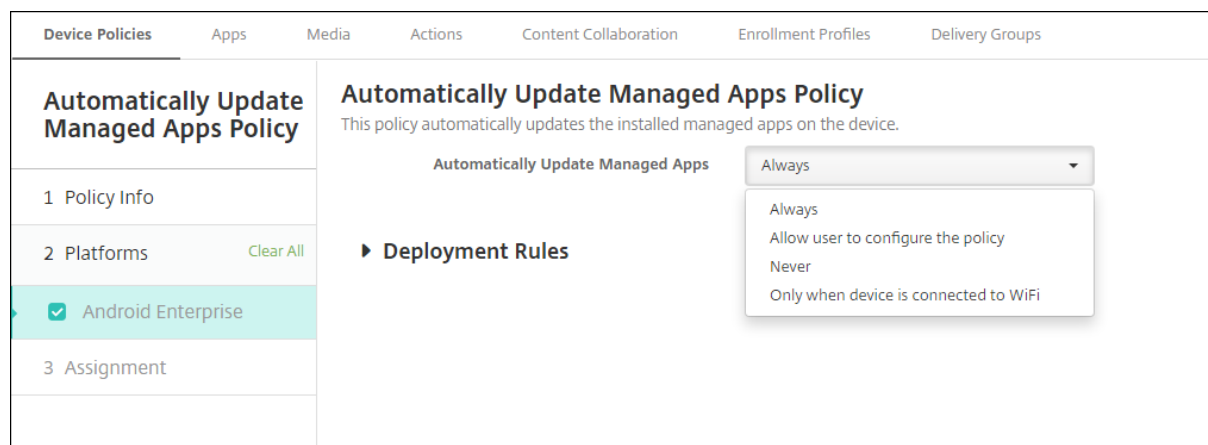 Device Policies Apps Media Actions Content Collaboration Enrollment Profiles Delivery Groups
Automatically Update
Managed Apps Policy
1 Policy Info
2 Platforms Clear All
Android Enterprise
3 Assignment
Automatically Update Managed Apps Policy
This policy automatically updates the installed managed apps on the device.
Automatically Update Managed Apps Always
Always
Allow user to configure the policy
Never
Only when device is connected to WiFi
Deployment Rules